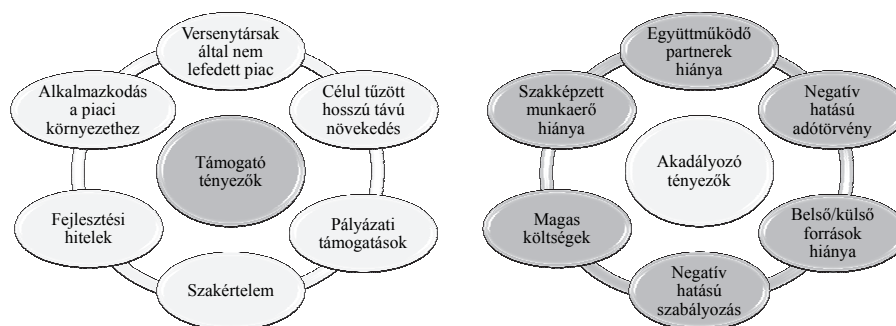 Versenytársak
által nem
lefedett piac
Célul tűzött
hosszú távú
növekedés
Pályázati
támogatások
Szakértelem
Fejlesztési
hitelek
Alkalmazkodás
a piaci
környezethez
Támogató
tényezők
Együttműködő
partnerek
hiánya
Negatív
hatású
adótörvény
Belső/külső
források
hiánya
Negatív
hatású
szabályozás
Magas
költségek
Szakképzett
munkaerő
hiánya
Akadályozó
tényezők